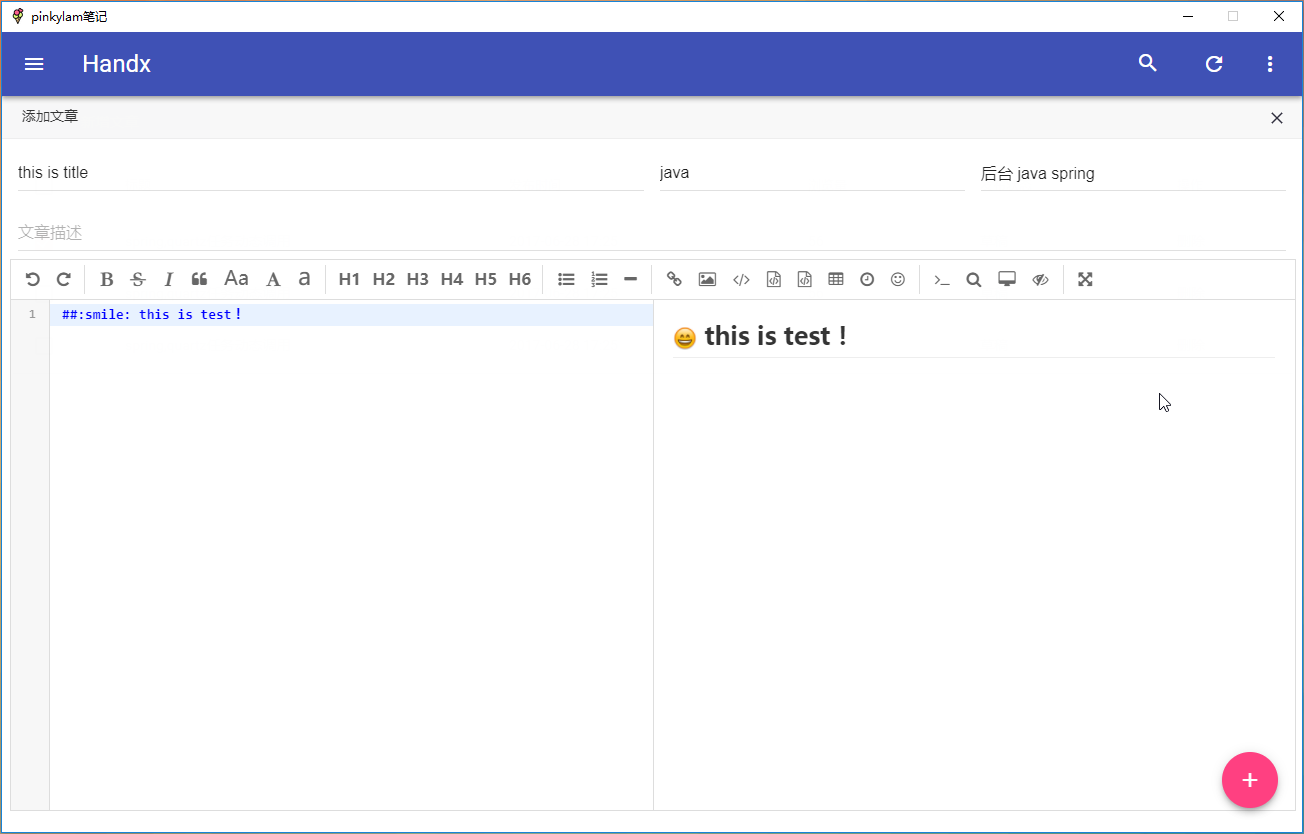 pinkylam笔记
Handx
添加文章
this is title java 后台 java spring
文章描述
B S I Aa A a H1 H2 H3 H4 H5 H6
1 ##:smile: this is test！
😄 this is test！